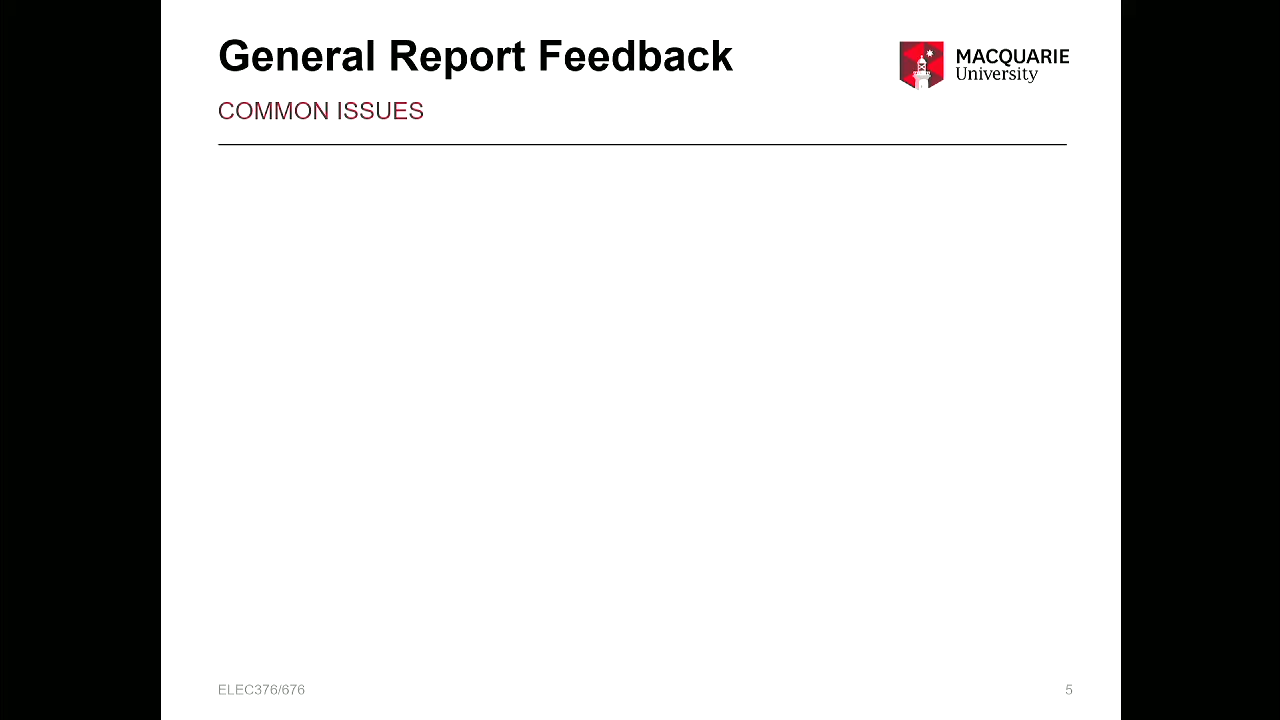 General Report Feedback
MACQUARIE
University
COMMON ISSUES
ELEC376/676
5